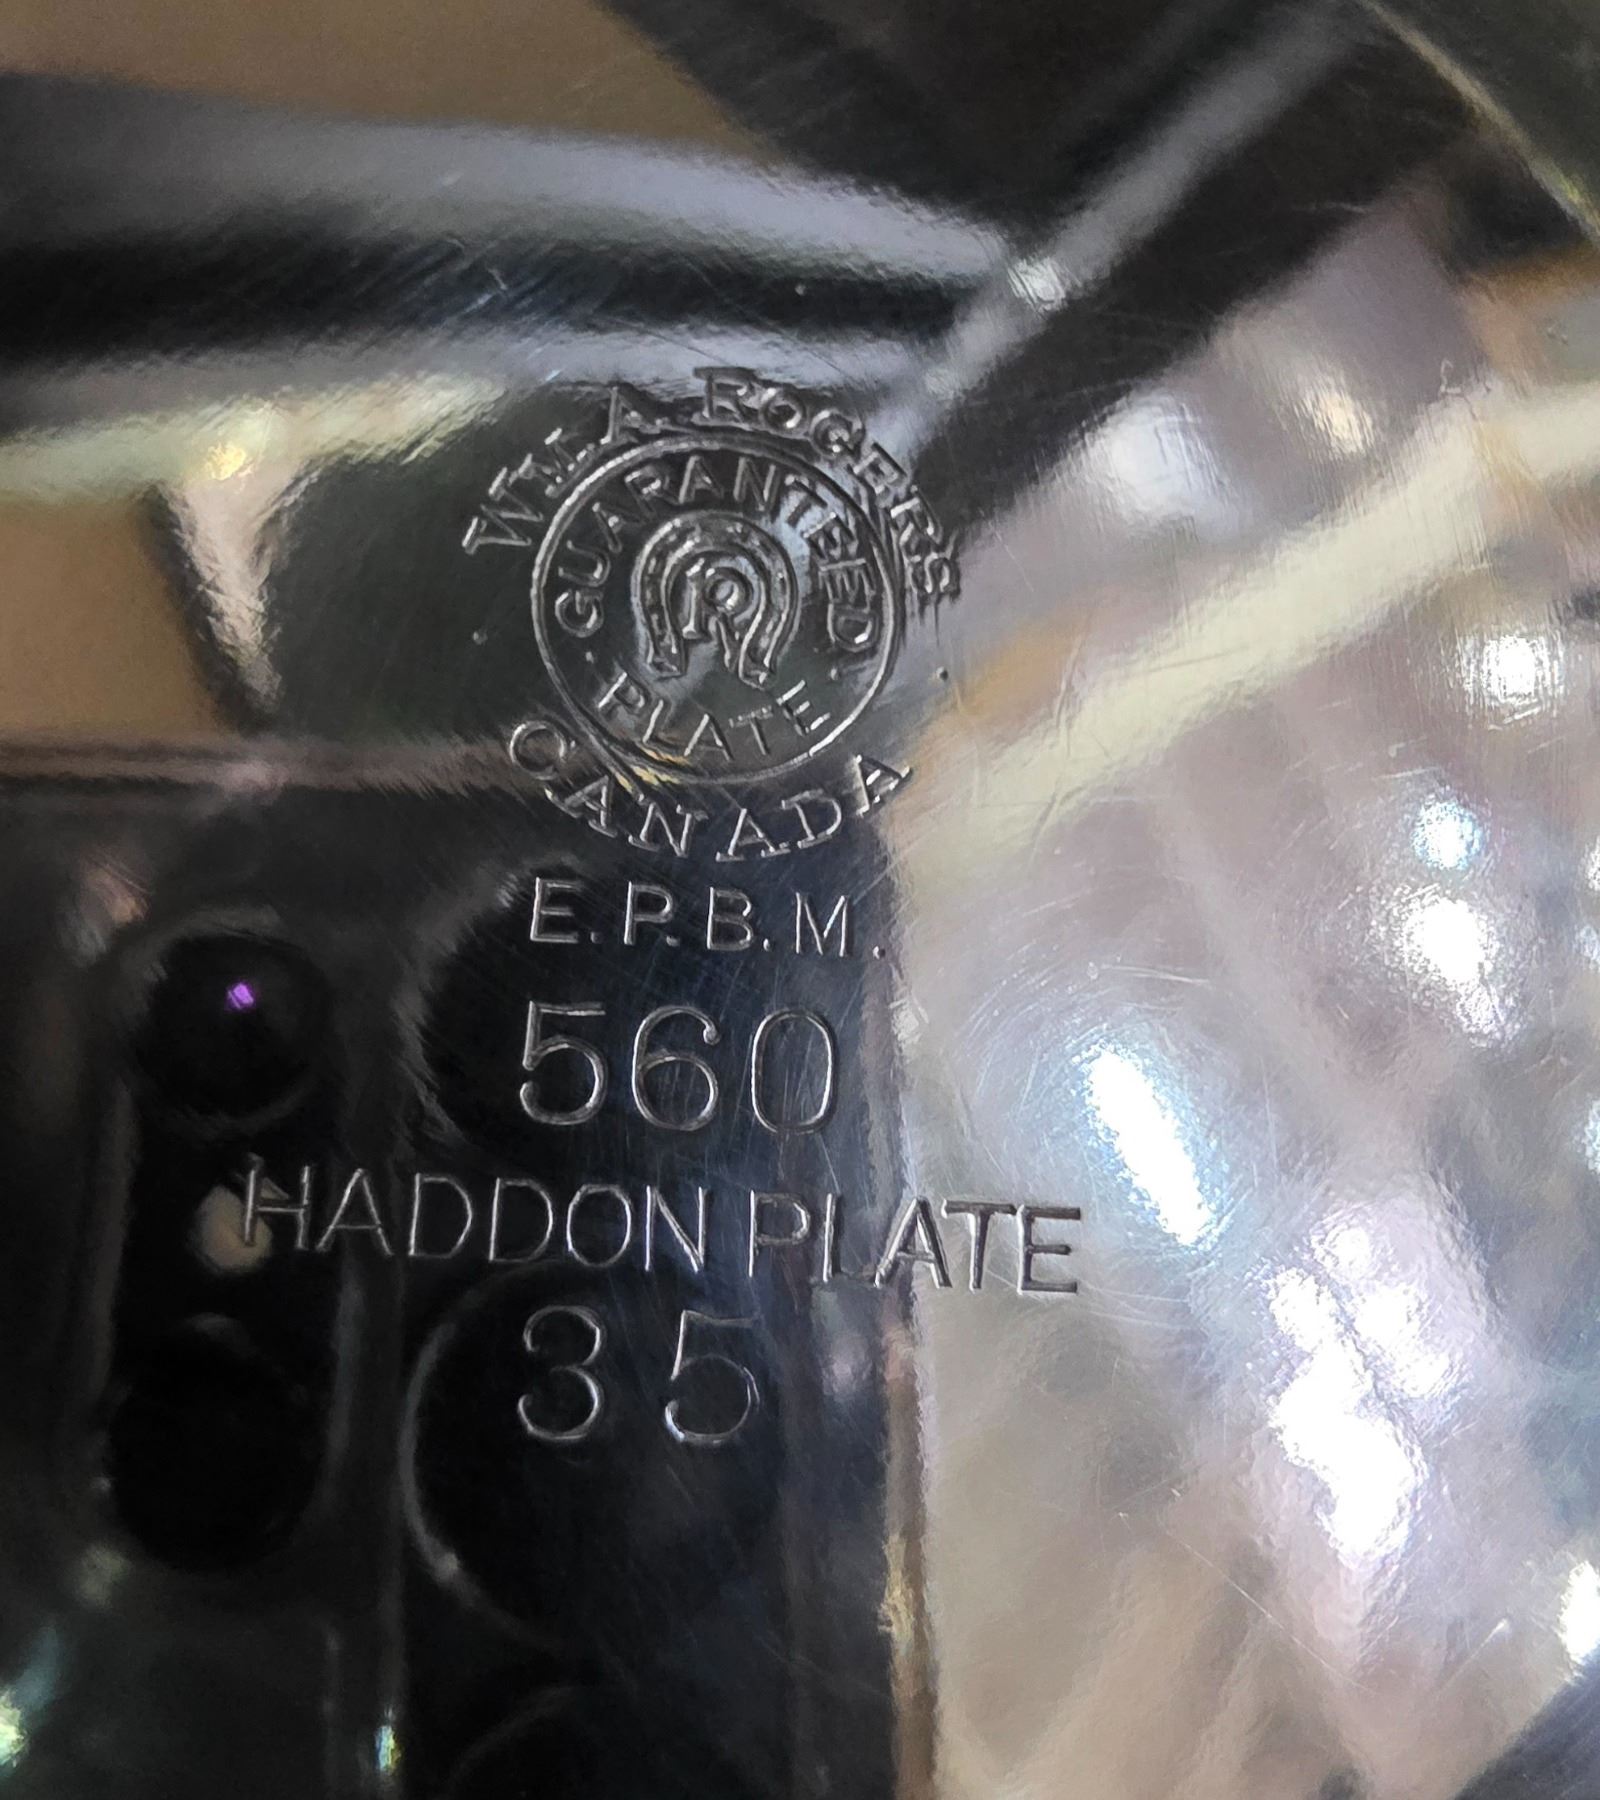 WM. A. ROGERS
·GUARANTEED·
R
PLATE
CANADA
E.P.B.M.
560
HADDON PLATE
35